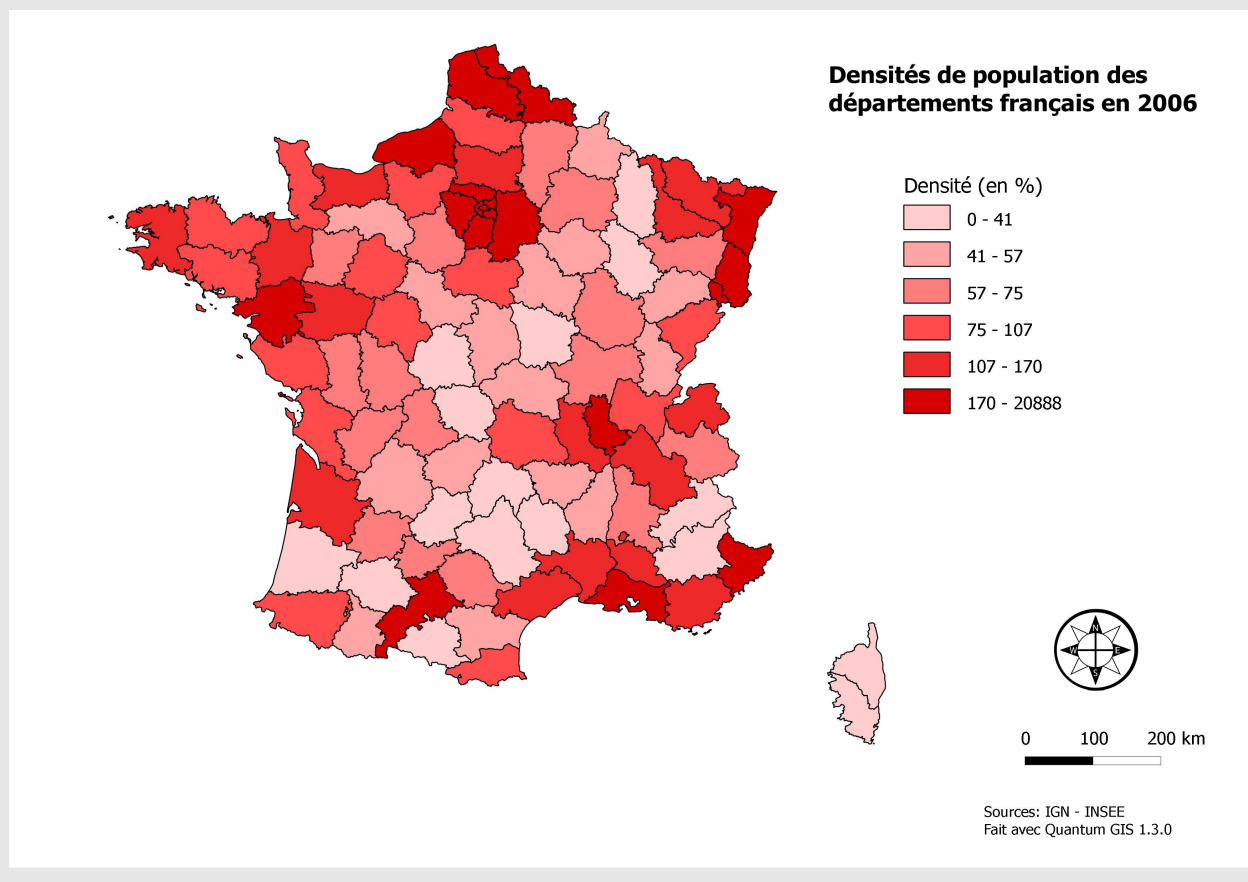 Densités de population des
départements français en 2006
Densité (en %)
0 - 41
41 - 57
57 - 75
75 - 107
107 - 170
170 - 20888
N
W E
S
0 100 200 km
Sources: IGN - INSEE
Fait avec Quantum GIS 1.3.0